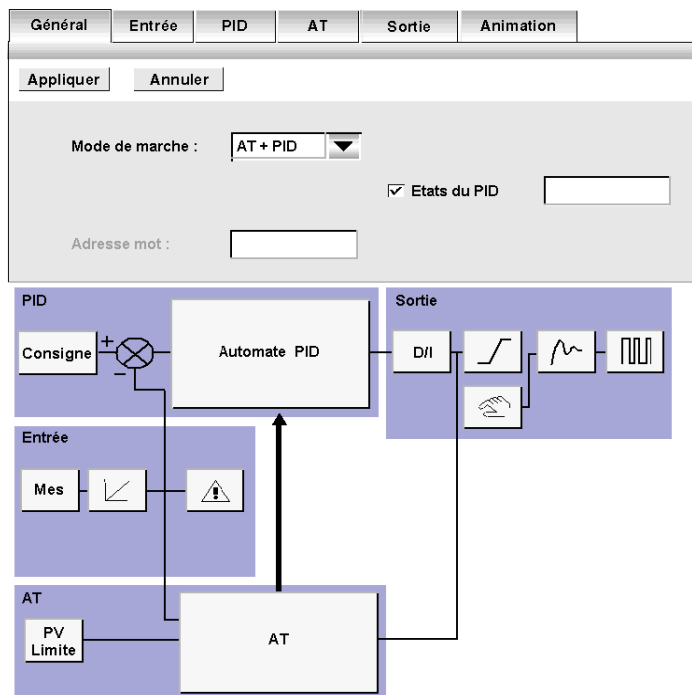 Général Entrée PID AT Sortie Animation
Appliquer Annuler
Mode de marche : AT + PID
Etats du PID
Adresse mot :
PID
Sortie
Consigne
+
−
Automate PID
D/I
Entrée
Mes
AT
PV
Limite
AT